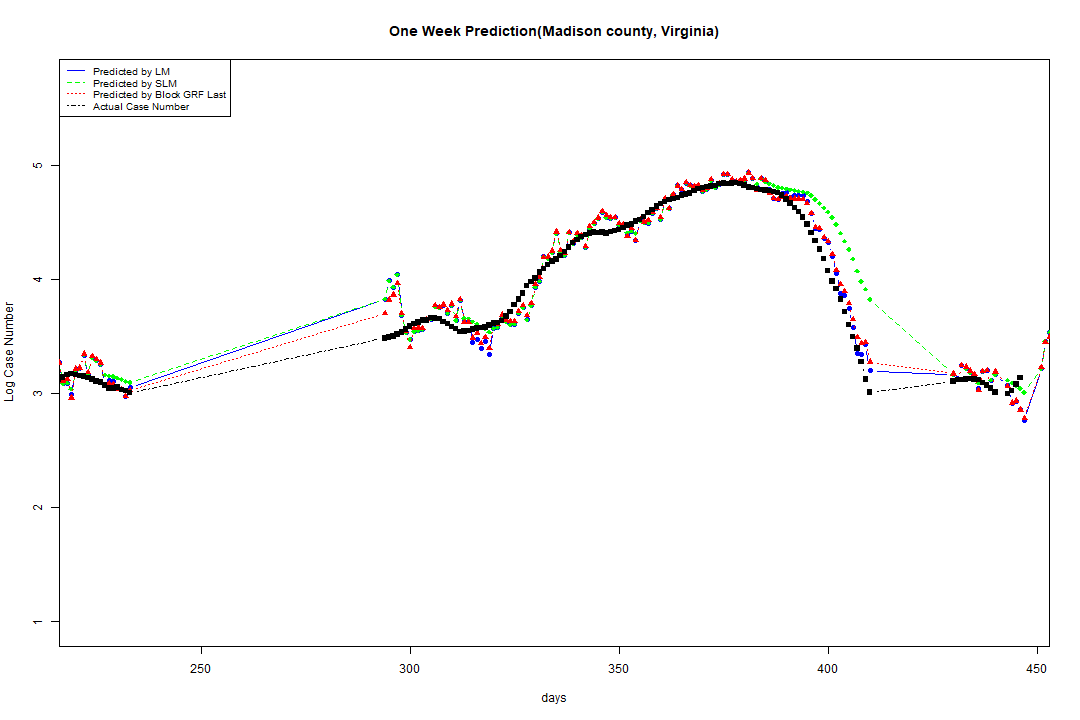 One Week Prediction(Madison county, Virginia)
Predicted by LM
Predicted by SLM
Predicted by Block GRF Last
Actual Case Number
Log Case Number
5
4
3
2
1
250
300
350
400
450
days